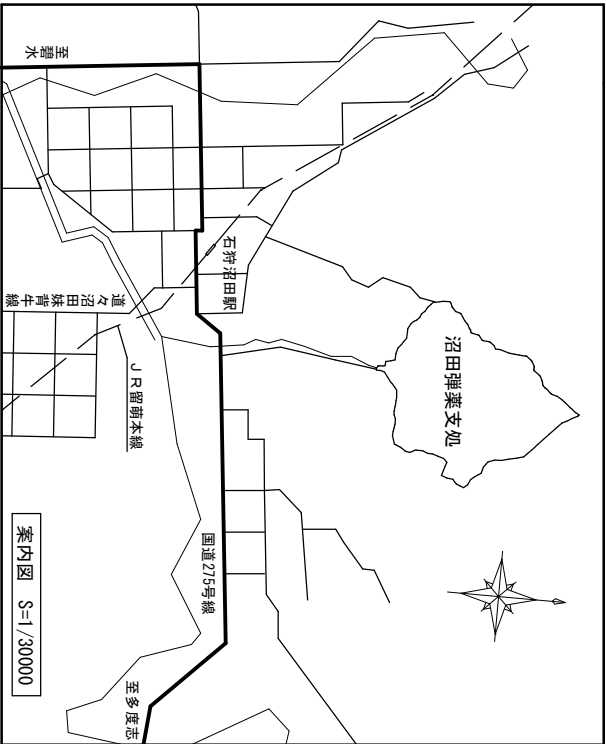 至碧水
石狩沼田駅
道々沼田妹背牛線
JR留萌本線
沼田弾薬支処
国道275号線
至多度志
案内図 S=1/30000